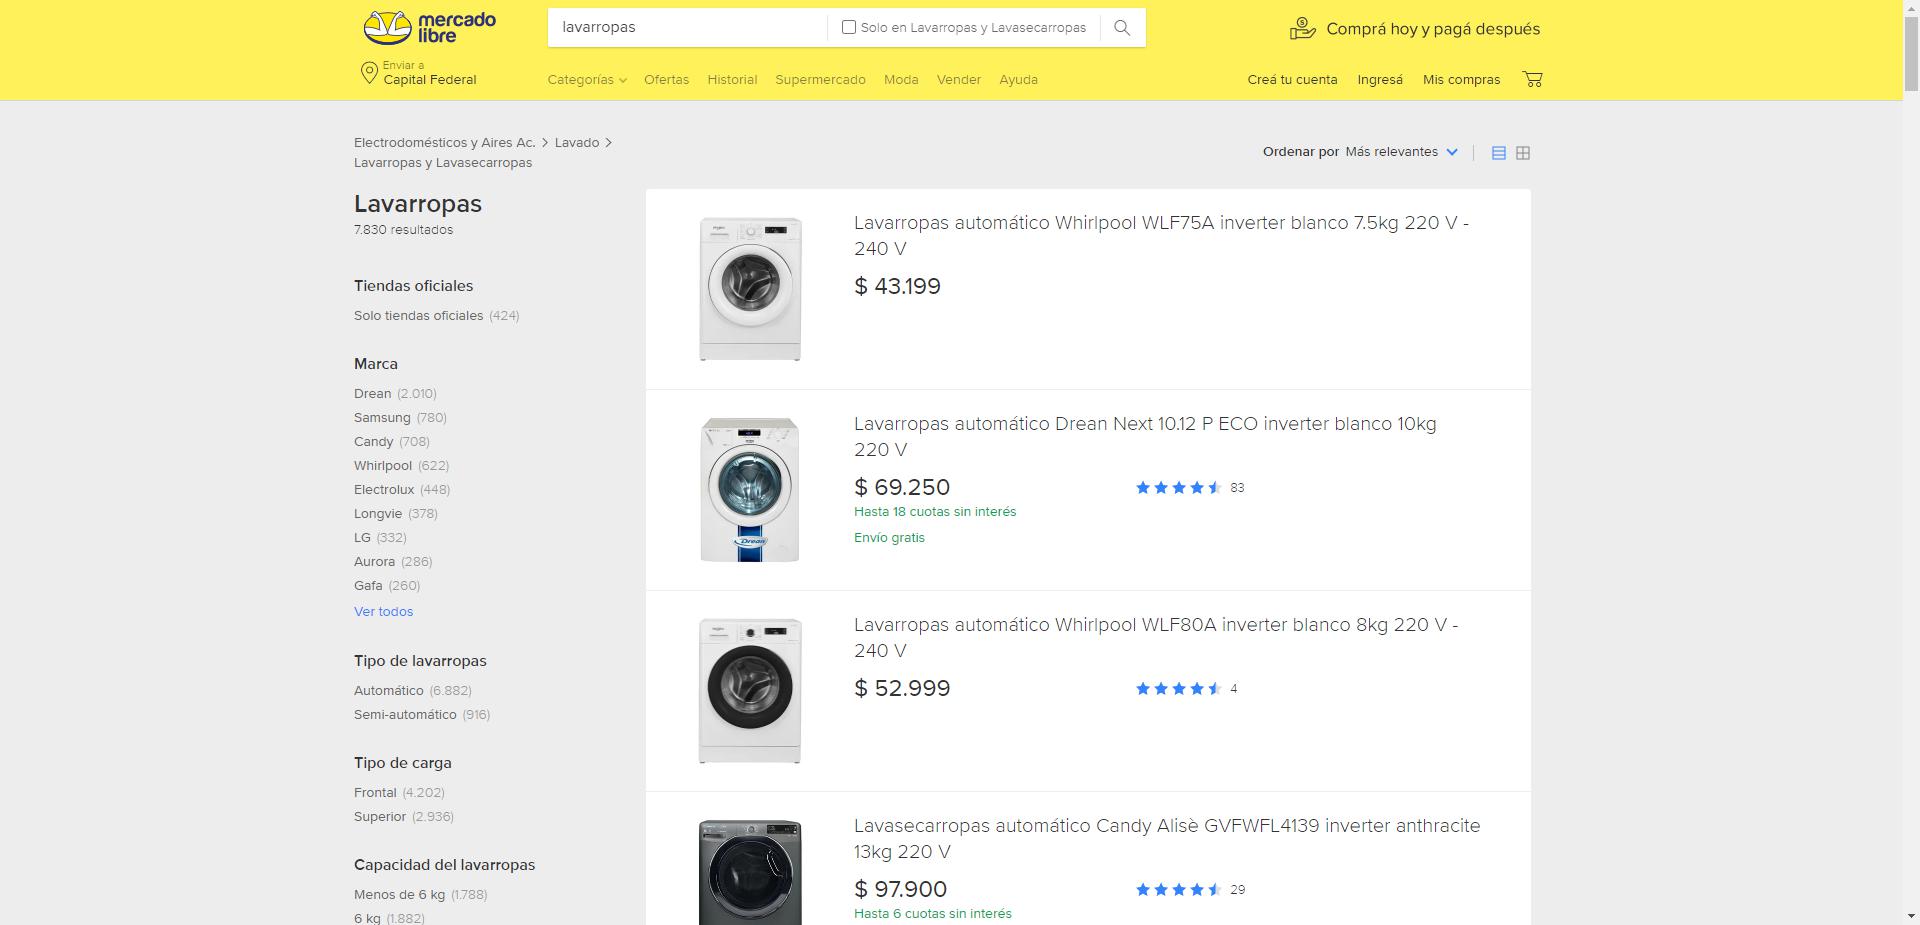 mercado
libre
lavarropas
Solo en Lavarropas y Lavasecarropas
Comprá hoy y pagá después
Enviar a
Capital Federal
Categorías
Ofertas
Historial
Supermercado
Moda
Vender
Ayuda
Creá tu cuenta
Ingresá
Mis compras
Electrodomésticos y Aires Ac. > Lavado >
Lavarropas y Lavasecarropas
Ordenar por Más relevantes
Lavarropas
7.830 resultados
Tiendas oficiales
Solo tiendas oficiales (424)
Marca
Drean (2.010)
Samsung (780)
Candy (708)
Whirlpool (622)
Electrolux (448)
Longvie (378)
LG (332)
Aurora (286)
Gafa (260)
Ver todos
Tipo de lavarropas
Automático (6.882)
Semi-automático (916)
Tipo de carga
Frontal (4.202)
Superior (2.936)
Capacidad del lavarropas
Menos de 6 kg (1.788)
6 kg (1.882)
Lavarropas automático Whirlpool WLF75A inverter blanco 7.5kg 220 V -
240 V
$ 43.199
Lavarropas automático Drean Next 10.12 P ECO inverter blanco 10kg
220 V
$ 69.250
83
Hasta 18 cuotas sin interés
Envío gratis
Drean
Lavarropas automático Whirlpool WLF80A inverter blanco 8kg 220 V -
240 V
$ 52.999
4
Lavasecarropas automático Candy Alisè GVFWFL4139 inverter anthracite
13kg 220 V
$ 97.900
29
Hasta 6 cuotas sin interés